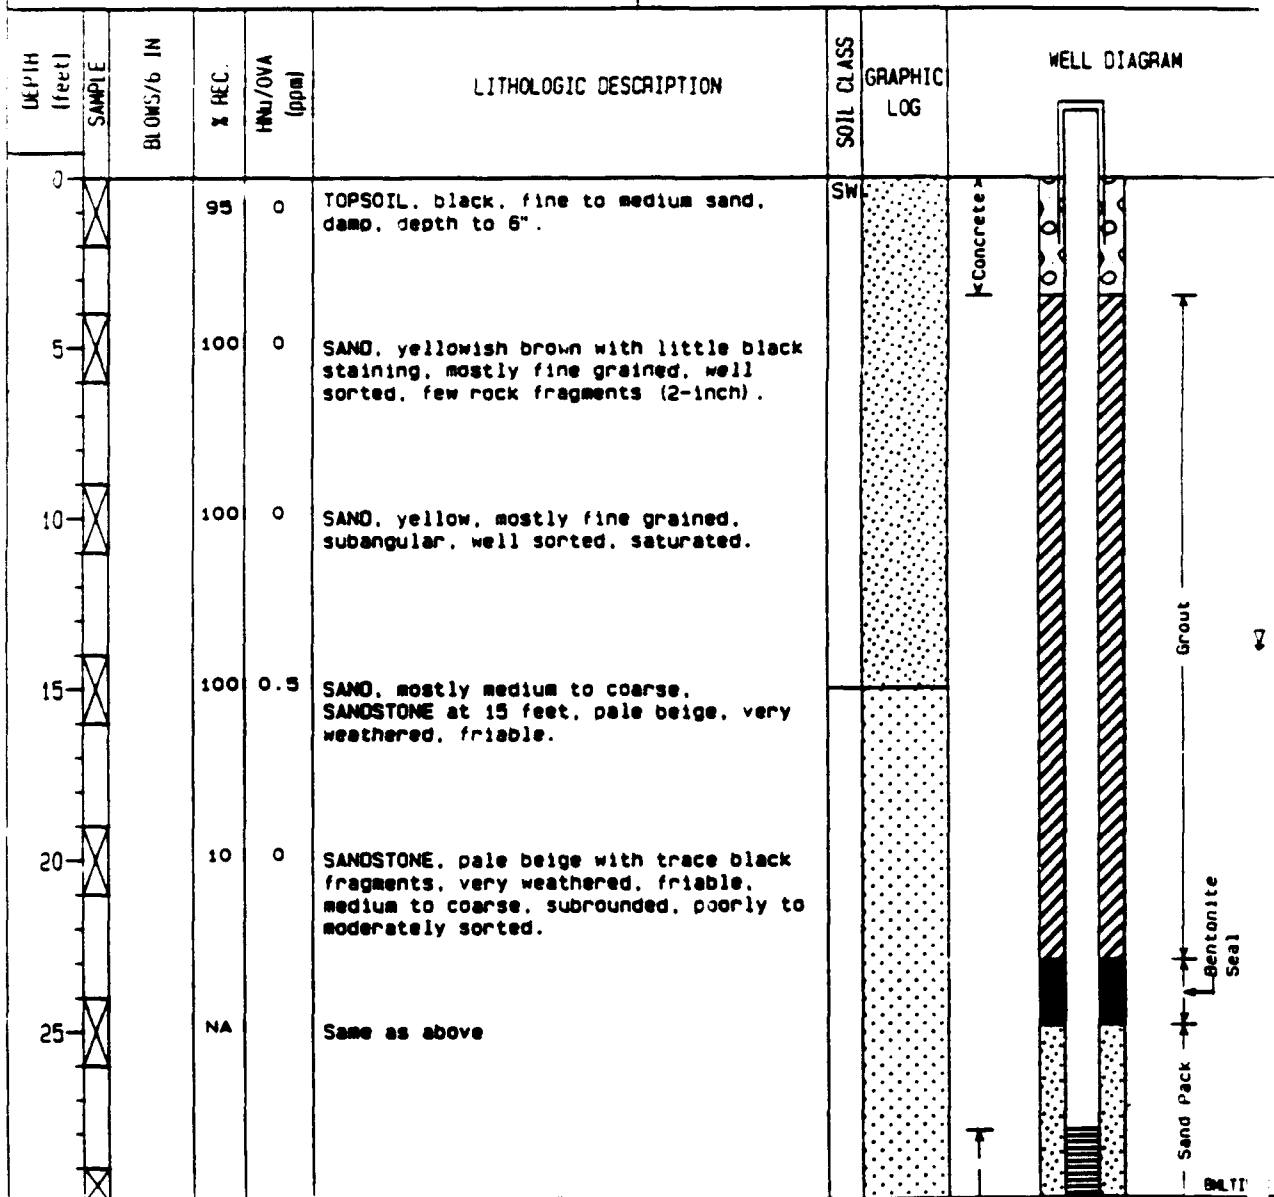 DEPTH (feet)
SAMPLE
BLOWS/6 IN
% REC.
HNu/OVA (ppm)
LITHOLOGIC DESCRIPTION
SOIL CLASS
GRAPHIC LOG
WELL DIAGRAM
0
95 0 TOPSOIL, black, fine to medium sand,
damp, depth to 6".
SW
Concrete
5
100 0 SAND, yellowish brown with little black
staining, mostly fine grained, well
sorted, few rock fragments (2-inch).
10
100 0 SAND, yellow, mostly fine grained,
subangular, well sorted, saturated.
Grout
15
100 0.5 SAND, mostly medium to coarse,
SANDSTONE at 15 feet, pale beige, very
weathered, friable.
20
10 0 SANDSTONE, pale beige with trace black
fragments, very weathered, friable,
medium to coarse, subrounded, poorly to
moderately sorted.
Bentonite
Seal
25
NA Same as above
Sand Pack